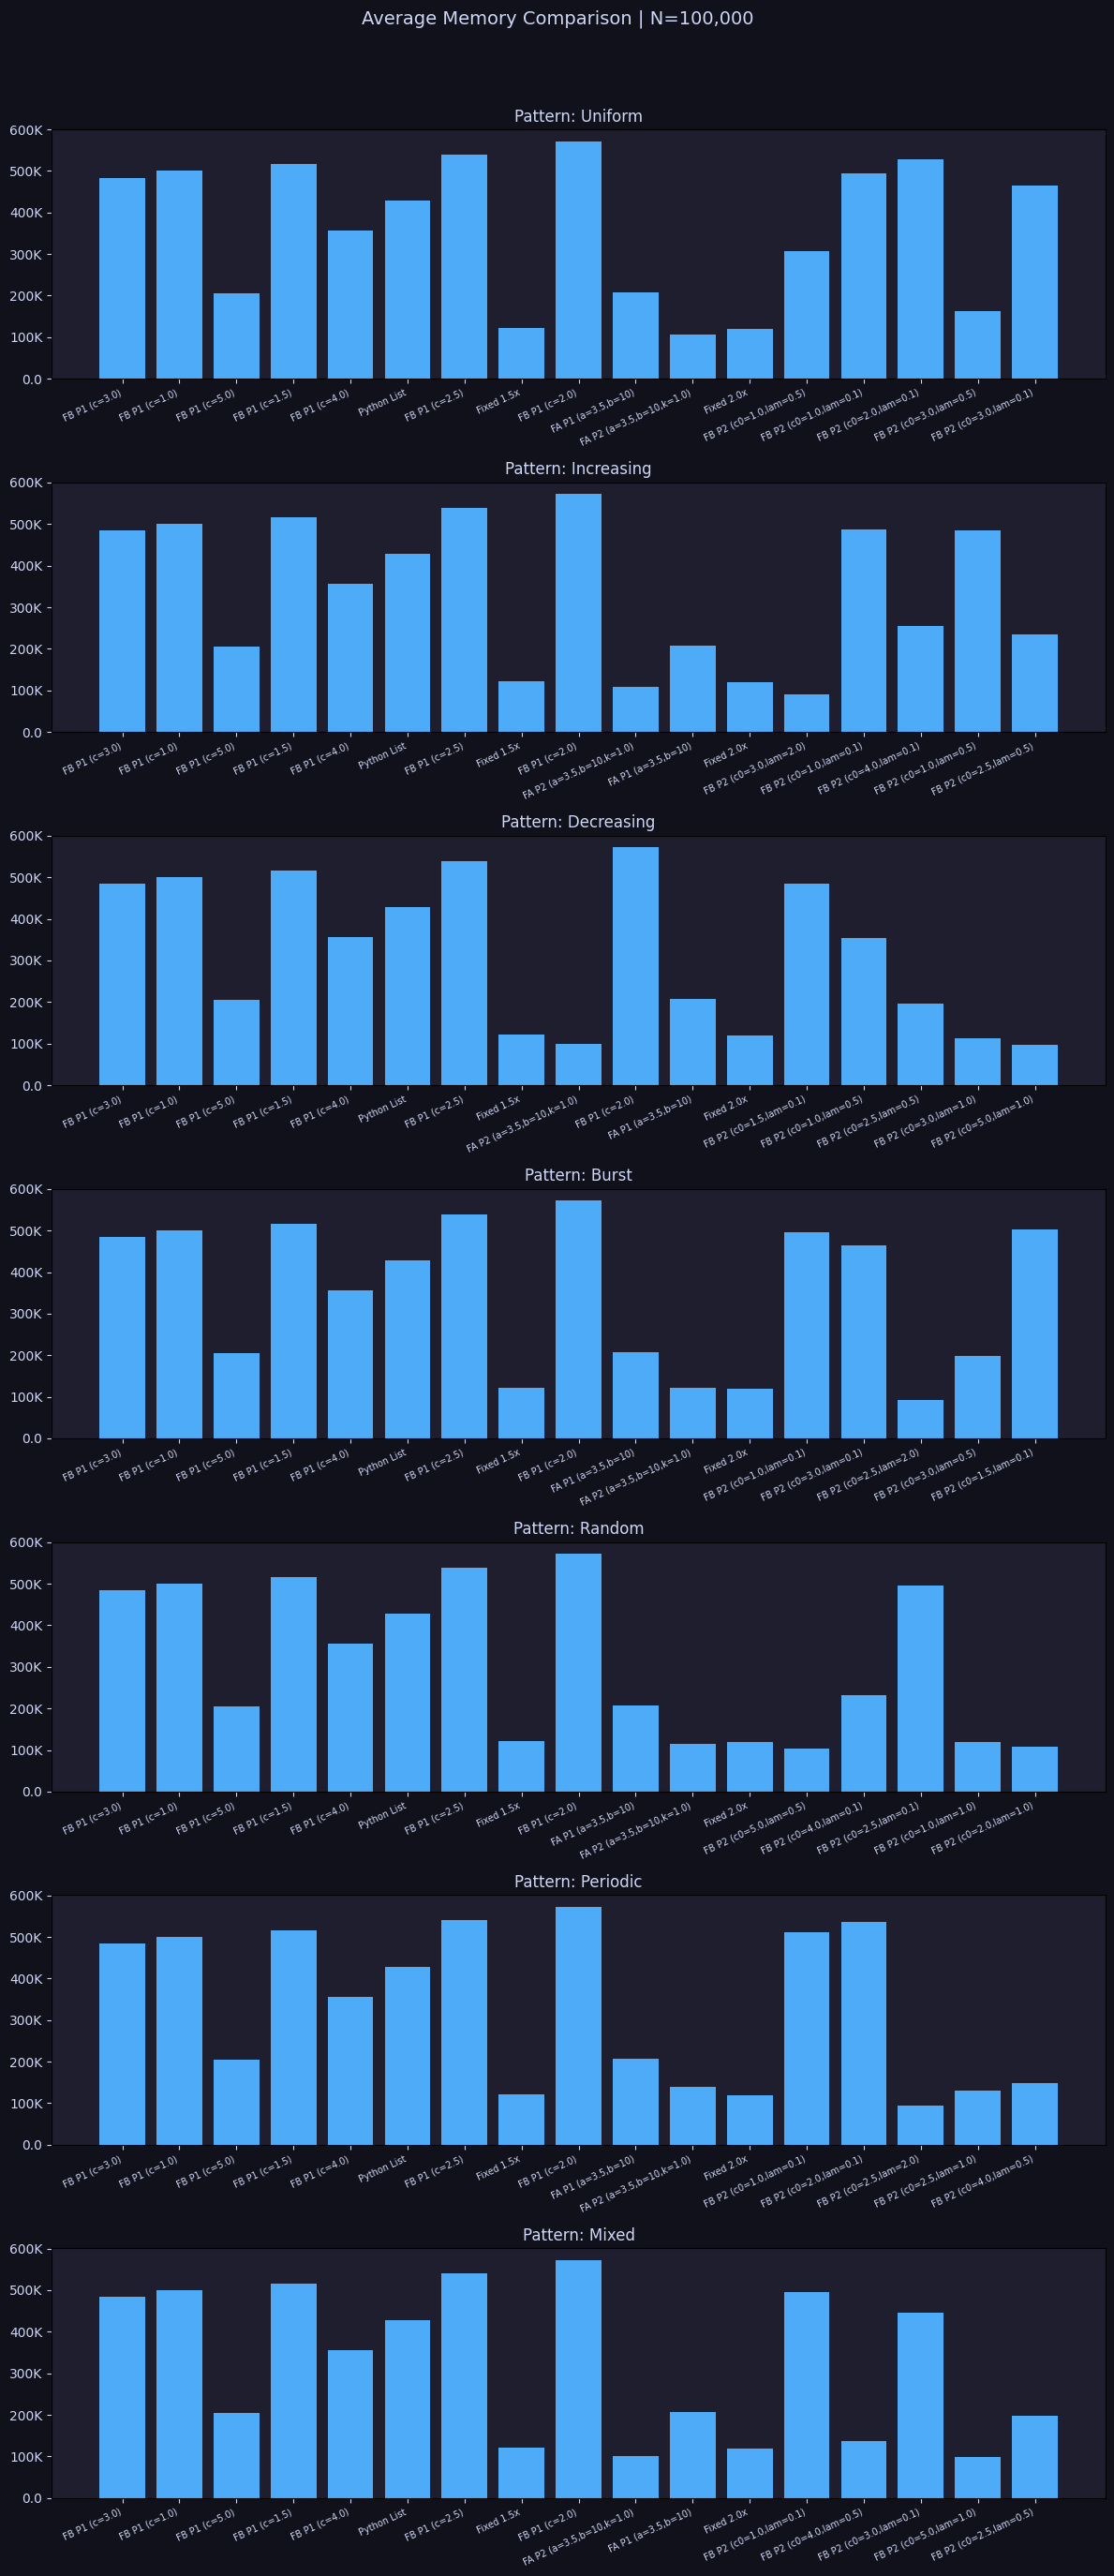 Average Memory Comparison | N=100,000
Pattern: Uniform
600K
500K
400K
300K
200K
100K
0.0
FB P1 (c=3.0)
FB P1 (c=1.0)
FB P1 (c=5.0)
FB P1 (c=1.5)
FB P1 (c=4.0)
Python List
FB P1 (c=2.5)
Fixed 1.5x
FB P1 (c=2.0)
FA P1 (a=3.5,b=10)
FA P2 (a=3.5,b=10,k=1.0)
Fixed 2.0x
FB P2 (c0=1.0,lam=0.5)
FB P2 (c0=1.0,lam=0.1)
FB P2 (c0=2.0,lam=0.1)
FB P2 (c0=3.0,lam=0.5)
FB P2 (c0=3.0,lam=0.1)
Pattern: Increasing
600K
500K
400K
300K
200K
100K
0.0
FB P1 (c=3.0)
FB P1 (c=1.0)
FB P1 (c=5.0)
FB P1 (c=1.5)
FB P1 (c=4.0)
Python List
FB P1 (c=2.5)
Fixed 1.5x
FB P1 (c=2.0)
FA P2 (a=3.5,b=10,k=1.0)
FA P1 (a=3.5,b=10)
Fixed 2.0x
FB P2 (c0=3.0,lam=2.0)
FB P2 (c0=1.0,lam=0.1)
FB P2 (c0=4.0,lam=0.1)
FB P2 (c0=1.0,lam=0.5)
FB P2 (c0=2.5,lam=0.5)
Pattern: Decreasing
600K
500K
400K
300K
200K
100K
0.0
FB P1 (c=3.0)
FB P1 (c=1.0)
FB P1 (c=5.0)
FB P1 (c=1.5)
FB P1 (c=4.0)
Python List
FB P1 (c=2.5)
Fixed 1.5x
FA P2 (a=3.5,b=10,k=1.0)
FB P1 (c=2.0)
FA P1 (a=3.5,b=10)
Fixed 2.0x
FB P2 (c0=1.5,lam=0.1)
FB P2 (c0=1.0,lam=0.5)
FB P2 (c0=2.5,lam=0.5)
FB P2 (c0=3.0,lam=1.0)
FB P2 (c0=5.0,lam=1.0)
Pattern: Burst
600K
500K
400K
300K
200K
100K
0.0
FB P1 (c=3.0)
FB P1 (c=1.0)
FB P1 (c=5.0)
FB P1 (c=1.5)
FB P1 (c=4.0)
Python List
FB P1 (c=2.5)
Fixed 1.5x
FB P1 (c=2.0)
FA P1 (a=3.5,b=10)
FA P2 (a=3.5,b=10,k=1.0)
Fixed 2.0x
FB P2 (c0=1.0,lam=0.1)
FB P2 (c0=3.0,lam=0.1)
FB P2 (c0=2.5,lam=2.0)
FB P2 (c0=3.0,lam=0.5)
FB P2 (c0=1.5,lam=0.1)
Pattern: Random
600K
500K
400K
300K
200K
100K
0.0
FB P1 (c=3.0)
FB P1 (c=1.0)
FB P1 (c=5.0)
FB P1 (c=1.5)
FB P1 (c=4.0)
Python List
FB P1 (c=2.5)
Fixed 1.5x
FB P1 (c=2.0)
FA P1 (a=3.5,b=10)
FA P2 (a=3.5,b=10,k=1.0)
Fixed 2.0x
FB P2 (c0=5.0,lam=0.5)
FB P2 (c0=4.0,lam=0.1)
FB P2 (c0=2.5,lam=0.1)
FB P2 (c0=1.0,lam=1.0)
FB P2 (c0=2.0,lam=1.0)
Pattern: Periodic
600K
500K
400K
300K
200K
100K
0.0
FB P1 (c=3.0)
FB P1 (c=1.0)
FB P1 (c=5.0)
FB P1 (c=1.5)
FB P1 (c=4.0)
Python List
FB P1 (c=2.5)
Fixed 1.5x
FB P1 (c=2.0)
FA P1 (a=3.5,b=10)
FA P2 (a=3.5,b=10,k=1.0)
Fixed 2.0x
FB P2 (c0=1.0,lam=0.1)
FB P2 (c0=2.0,lam=0.1)
FB P2 (c0=2.5,lam=2.0)
FB P2 (c0=2.5,lam=1.0)
FB P2 (c0=4.0,lam=0.5)
Pattern: Mixed
600K
500K
400K
300K
200K
100K
0.0
FB P1 (c=3.0)
FB P1 (c=1.0)
FB P1 (c=5.0)
FB P1 (c=1.5)
FB P1 (c=4.0)
Python List
FB P1 (c=2.5)
Fixed 1.5x
FB P1 (c=2.0)
FA P2 (a=3.5,b=10,k=1.0)
FA P1 (a=3.5,b=10)
Fixed 2.0x
FB P2 (c0=1.0,lam=0.1)
FB P2 (c0=4.0,lam=0.5)
FB P2 (c0=3.0,lam=0.1)
FB P2 (c0=5.0,lam=1.0)
FB P2 (c0=2.5,lam=0.5)